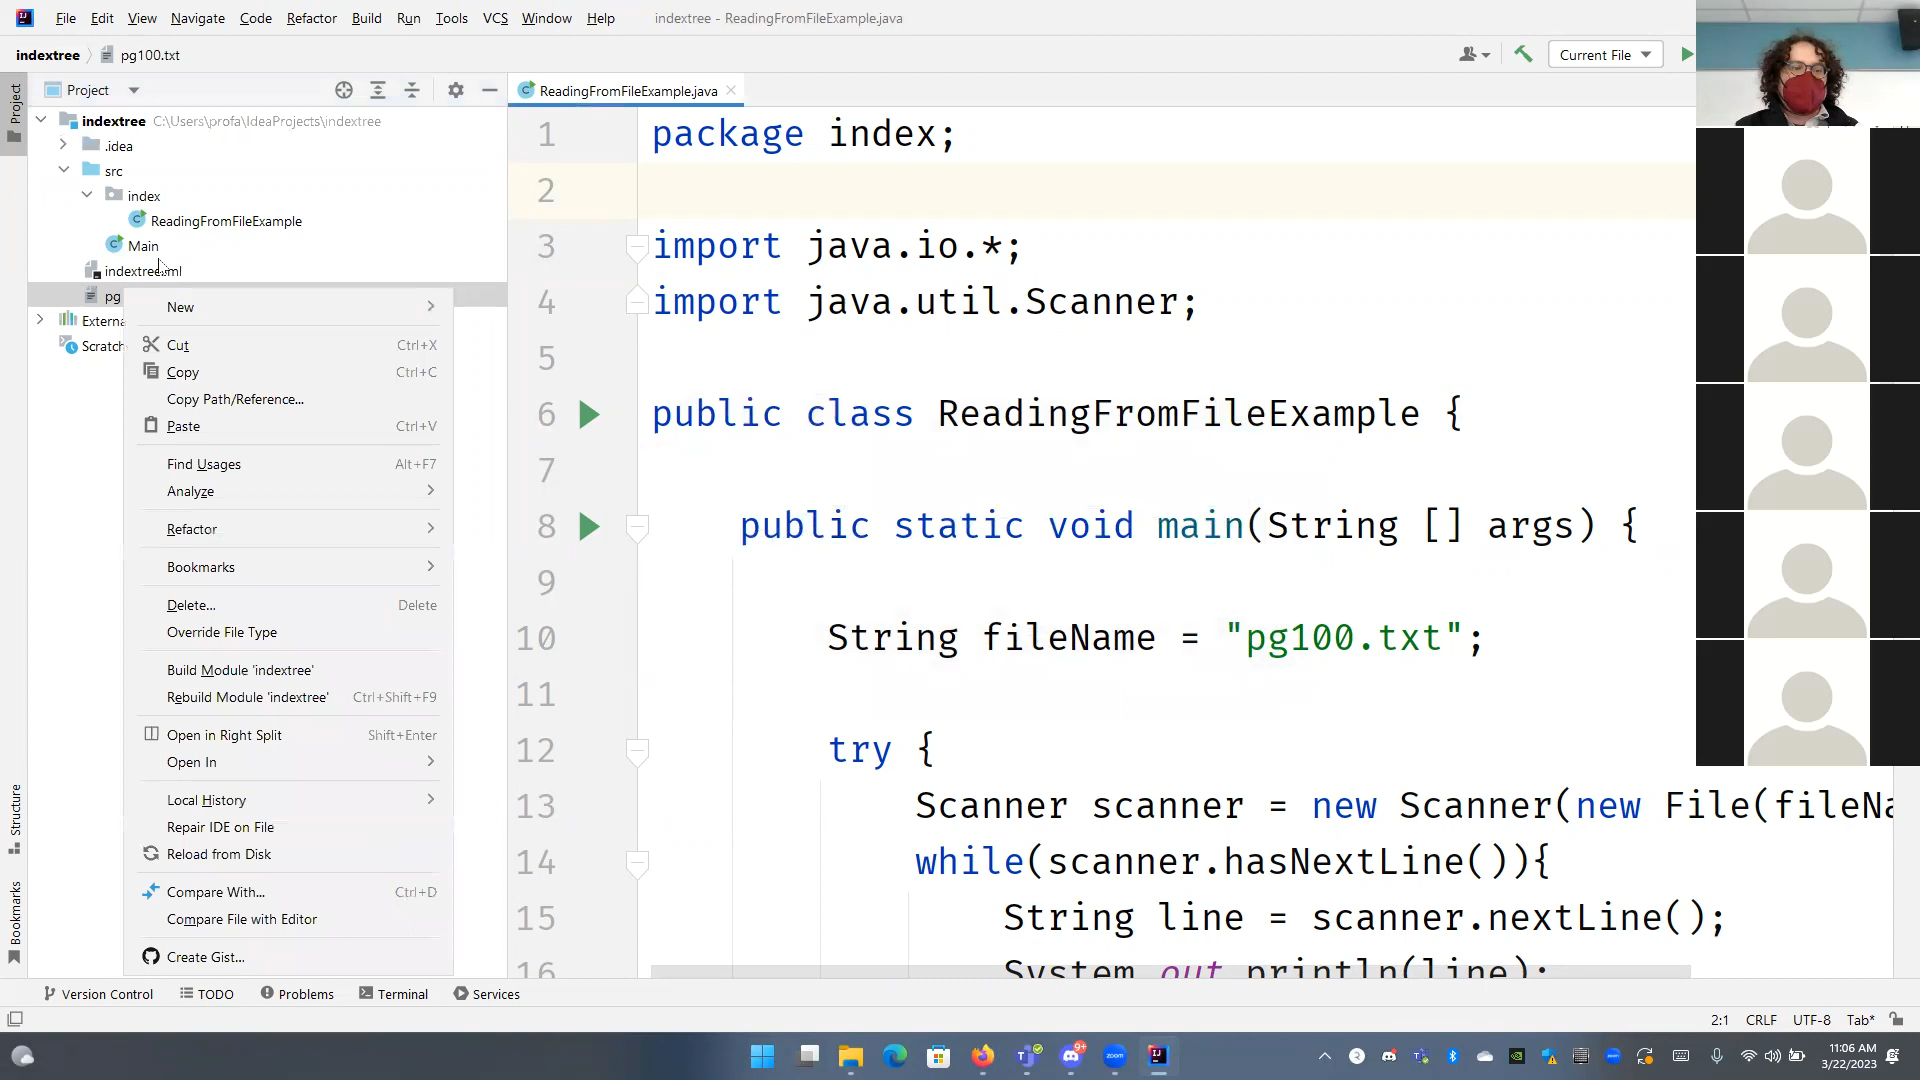 File Edit View Navigate Code Refactor Build Run Tools VCS Window Help indextree - ReadingFromFileExample.java
indextree pg100.txt Current File
Project ReadingFromFileExample.java
Project
indextree C:\Users\profa\IdeaProjects\indextree
.idea
src
index
ReadingFromFileExample
Main
pg
Scratch
New
Cut Ctrl+X
Copy Ctrl+C
Copy Path/Reference...
Paste Ctrl+V
Find Usages Alt+F7
Analyze
Refactor
Bookmarks
Delete... Delete
Override File Type
Build Module 'indextree'
Rebuild Module 'indextree' Ctrl+Shift+F9
Open in Right Split Shift+Enter
Open In
Local History
Repair IDE on File
Reload from Disk
Compare With... Ctrl+D
Compare File with Editor
Create Gist...
Structure
Bookmarks
1 package index;
2
3 import java.io.*;
4 import java.util.Scanner;
5
6 public class ReadingFromFileExample {
7
8 public static void main(String [] args) {
9
10 String fileName = "pg100.txt";
11
12 try {
13 Scanner scanner = new Scanner(new File(fileNa
14 while(scanner.hasNextLine()){
15 String line = scanner.nextLine();
16 System.out.println(line);
Version Control TODO Problems Terminal Services
2:1 CRLF UTF-8 Tab*
9+
zoom
11:06 AM
3/22/2023